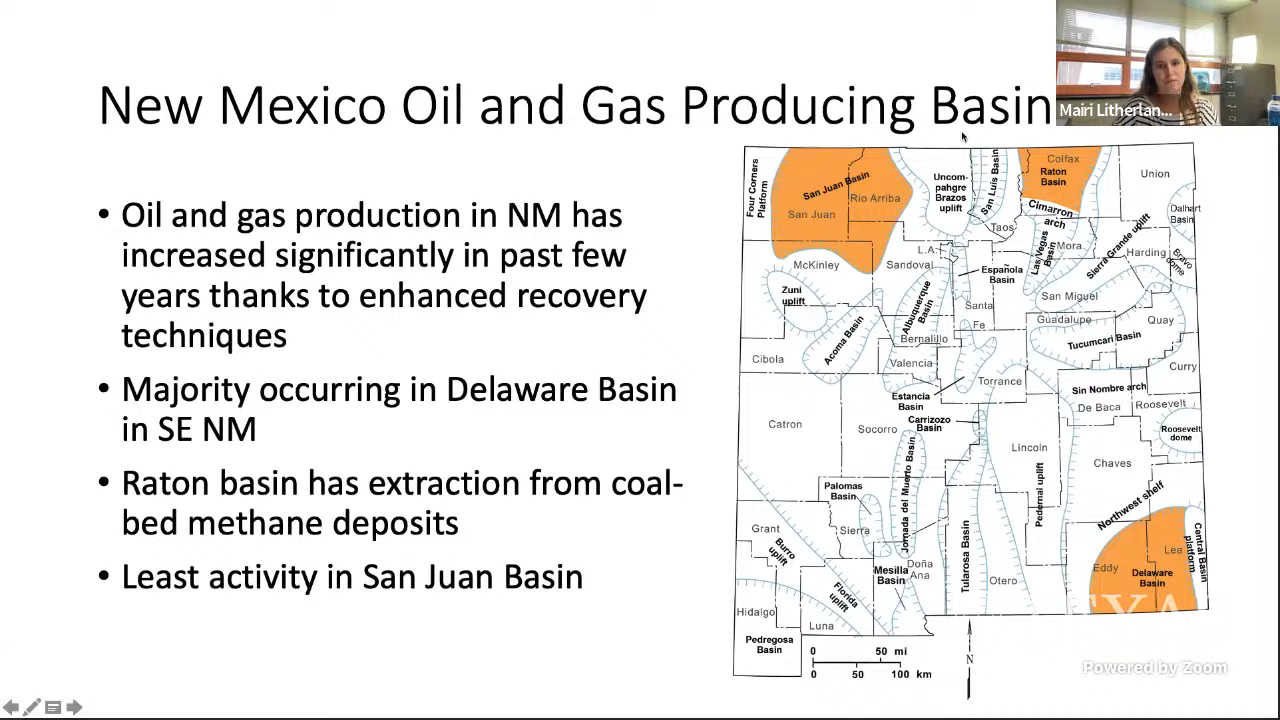 New Mexico Oil and Gas Producing Basin
Mairi Litherlan...
• Oil and gas production in NM has
increased significantly in past few
years thanks to enhanced recovery
techniques
• Majority occurring in Delaware Basin
in SE NM
• Raton basin has extraction from coal-
bed methane deposits
• Least activity in San Juan Basin
Four Corners
Platform
San Juan Basin
San Juan
Rio Arriba
Uncom-
pahgre
Brazos
uplift
San Luis Basin
Taos
Colfax
Raton
Basin
Cimarron
arch
Union
Dalhart
Basin
Las Vegas
Basin
Mora
Sierra Grande uplift
Harding
Bravo
dome
McKinley
L.A.
Sandoval
Zuni
uplift
Albuquerque
Basin
Española
Basin
Santa
Fe
San Miguel
Guadalupe
Quay
Tucumcari Basin
Acoma Basin
Bernalillo
Cibola
Valencia
Torrance
Estancia
Basin
Curry
Sin Nombre arch
De Baca
Roosevelt
Roosevelt
dome
Carrizozo
Basin
Catron
Socorro
Jornada del Muerto Basin
Lincoln
Pedernal uplift
Chaves
Northwest shelf
Palomas
Basin
Grant
Sierra
Burro
uplift
Tularosa Basin
Mesilla
Basin
Doña
Ana
Otero
Eddy
Lea
Delaware
Basin
Central Basin
platform
Florida
uplift
Hidalgo
Luna
Pedregosa
Basin
0 50 mi
0 50 100 km
N
Powered by Zoom